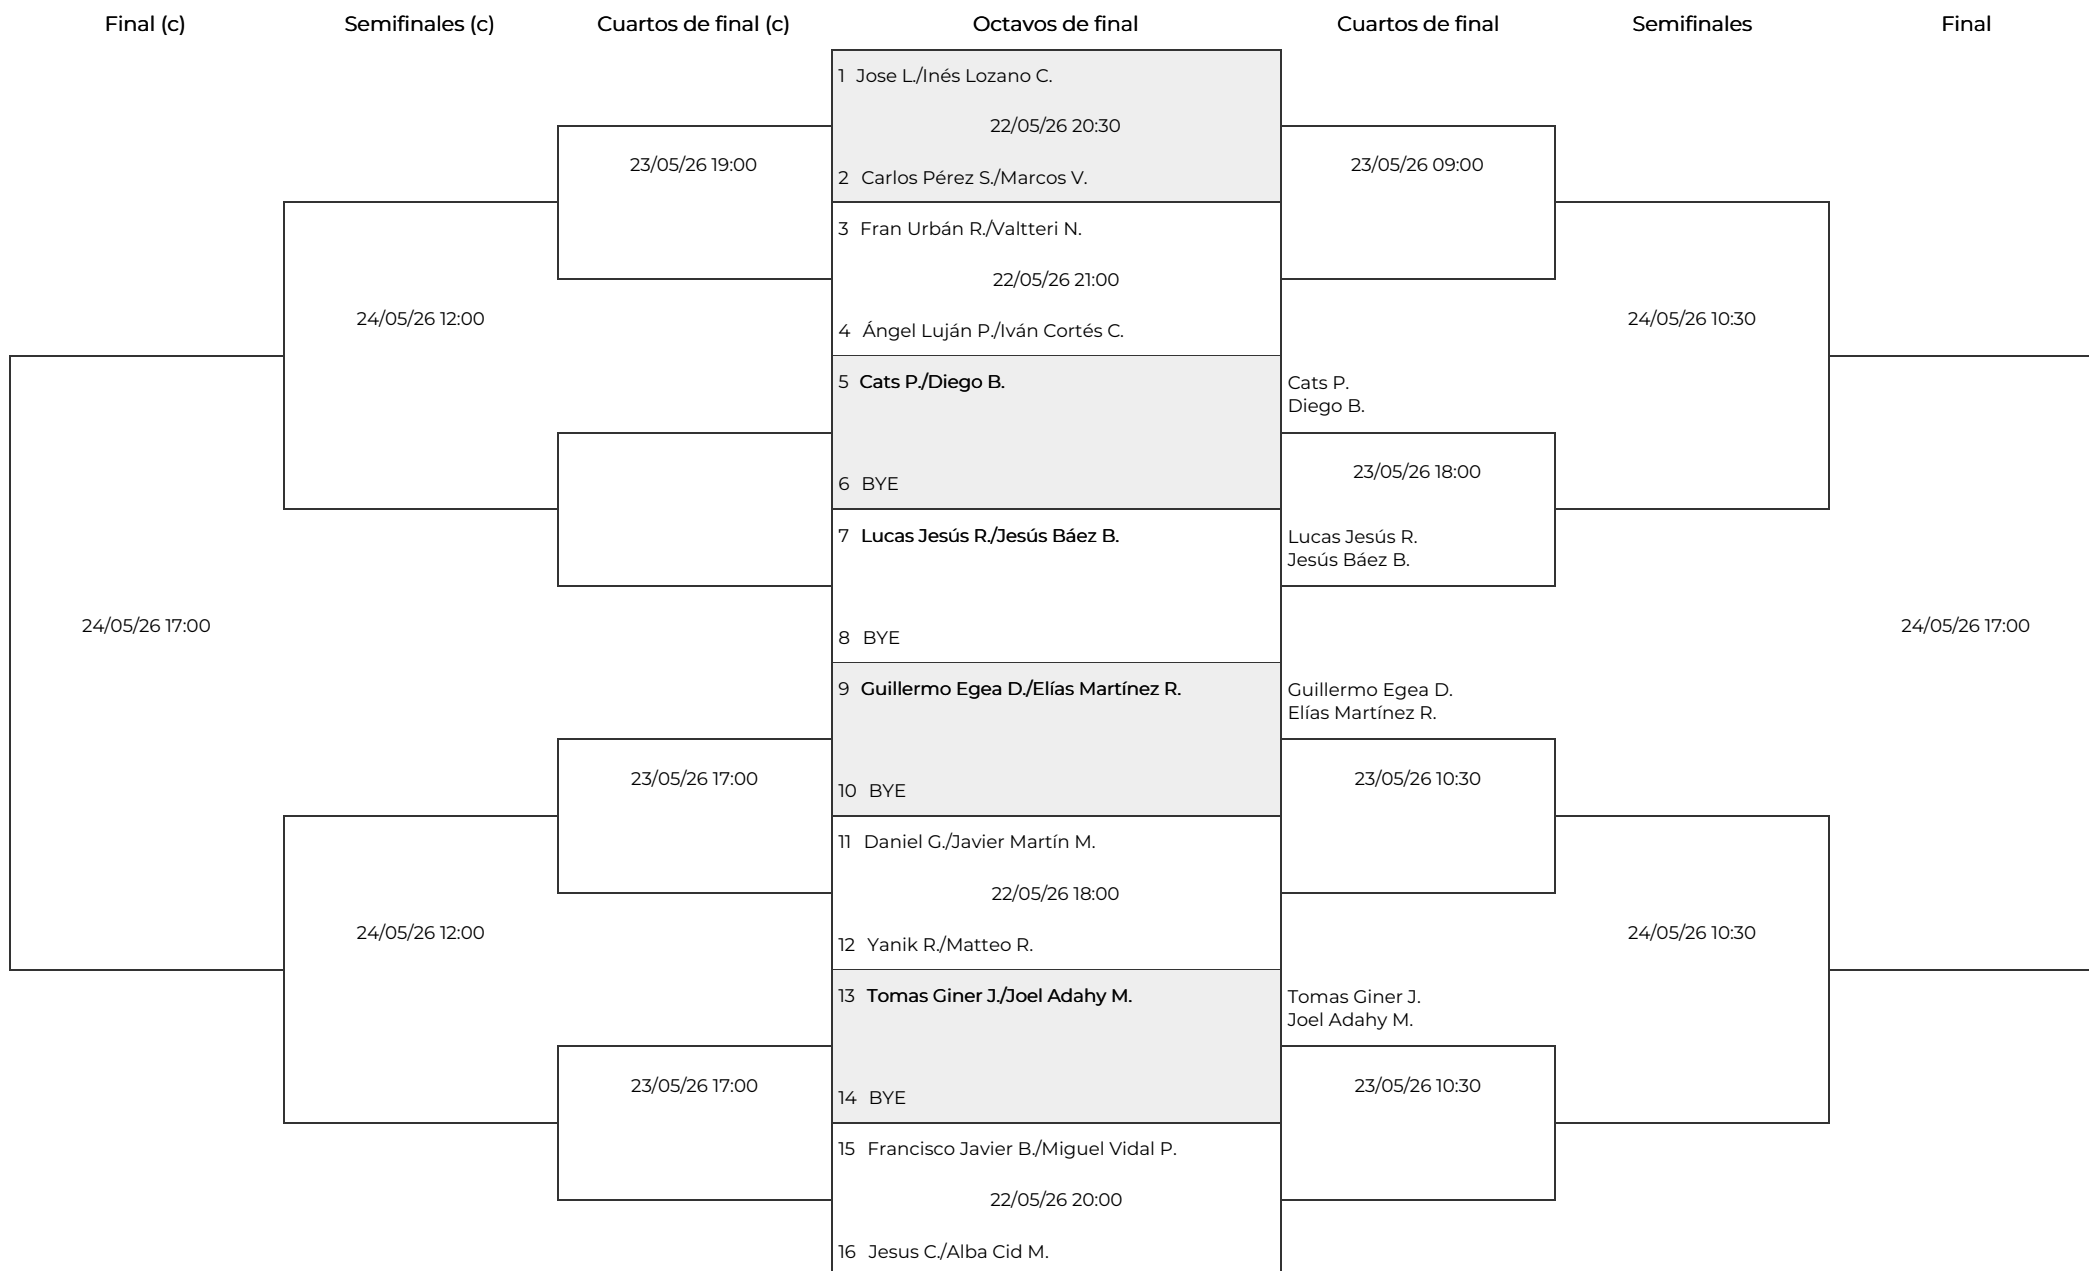 Final (c)
Semifinales (c)
Cuartos de final (c)
Octavos de final
Cuartos de final
Semifinales
Final
1 Jose L./Inés Lozano C.
22/05/26 20:30
23/05/26 19:00
23/05/26 09:00
2 Carlos Pérez S./Marcos V.
3 Fran Urbán R./Valtteri N.
22/05/26 21:00
24/05/26 12:00
24/05/26 10:30
4 Ángel Luján P./Iván Cortés C.
5 Cats P./Diego B.
Cats P.
Diego B.
23/05/26 18:00
6 BYE
7 Lucas Jesús R./Jesús Báez B.
Lucas Jesús R.
Jesús Báez B.
24/05/26 17:00
24/05/26 17:00
8 BYE
9 Guillermo Egea D./Elías Martínez R.
Guillermo Egea D.
Elías Martínez R.
23/05/26 17:00
23/05/26 10:30
10 BYE
11 Daniel G./Javier Martín M.
22/05/26 18:00
24/05/26 12:00
24/05/26 10:30
12 Yanik R./Matteo R.
13 Tomas Giner J./Joel Adahy M.
Tomas Giner J.
Joel Adahy M.
23/05/26 17:00
23/05/26 10:30
14 BYE
15 Francisco Javier B./Miguel Vidal P.
22/05/26 20:00
16 Jesus C./Alba Cid M.